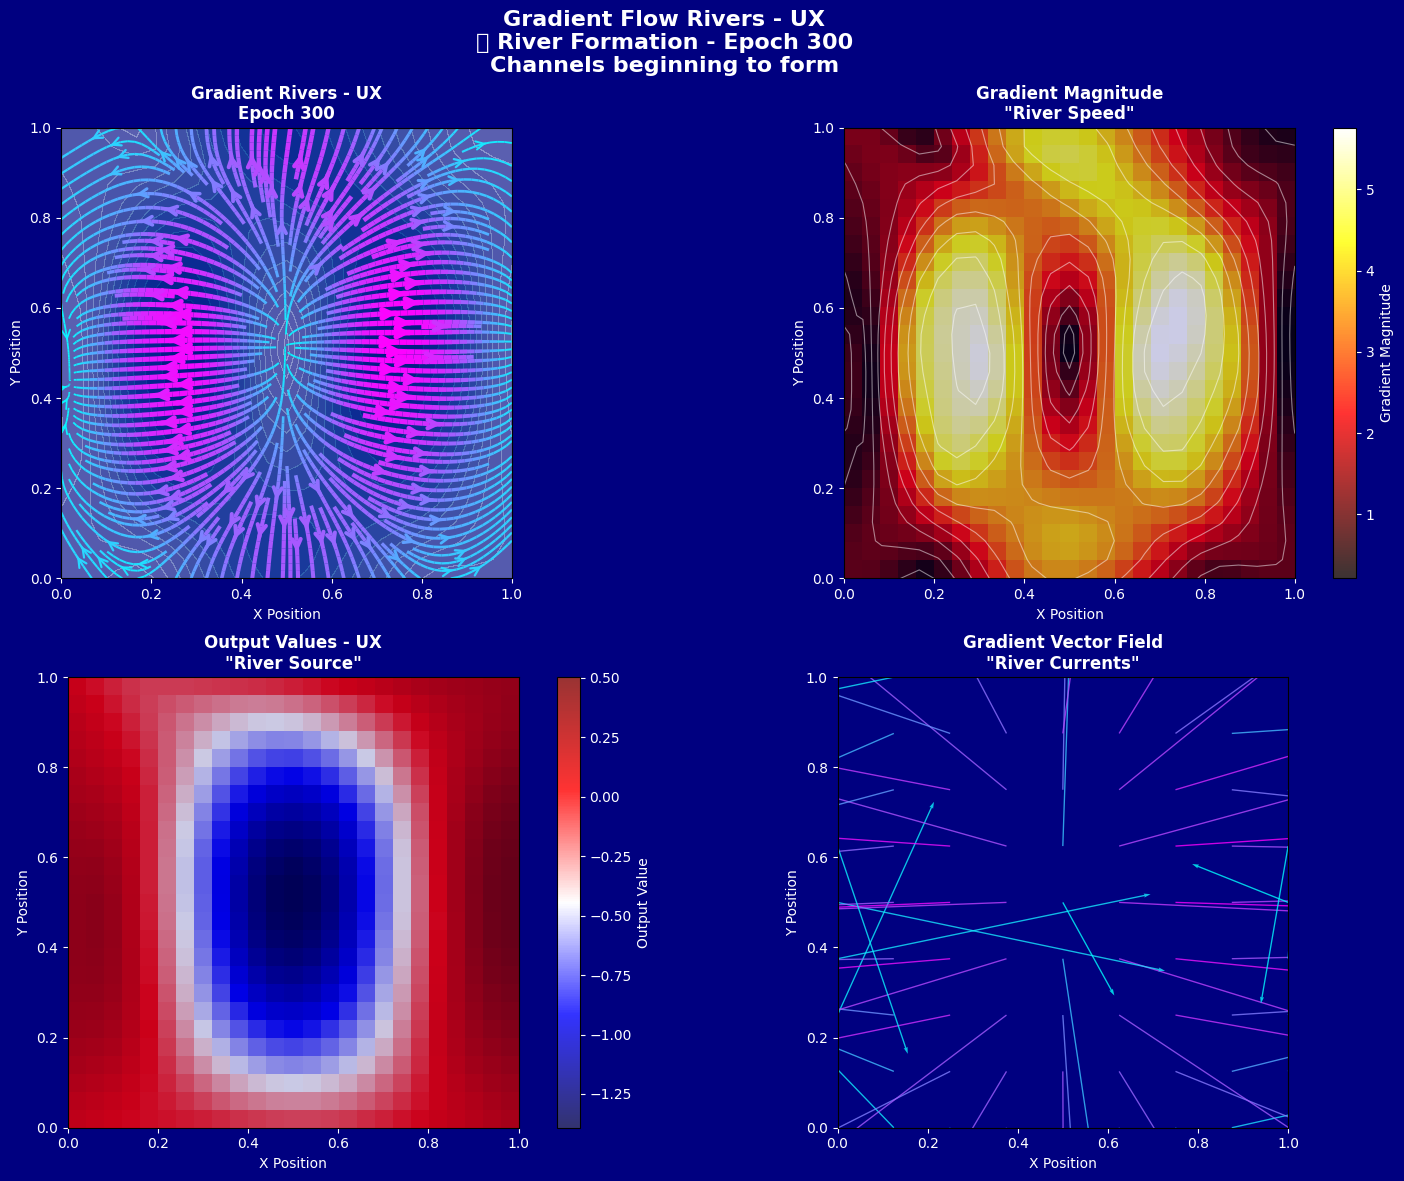 Gradient Flow Rivers - UX
River Formation - Epoch 300
Channels beginning to form
Gradient Rivers - UX
Epoch 300
1.0
0.8
0.6
0.4
0.2
0.0
Y Position
0.0 0.2 0.4 0.6 0.8 1.0
X Position
Gradient Magnitude
"River Speed"
1.0
0.8
0.6
0.4
0.2
0.0
Y Position
0.0 0.2 0.4 0.6 0.8 1.0
X Position
5
4
3
2
1
Gradient Magnitude
Output Values - UX
"River Source"
1.0
0.8
0.6
0.4
0.2
0.0
Y Position
0.0 0.2 0.4 0.6 0.8 1.0
X Position
0.50
0.25
0.00
−0.25
−0.50
−0.75
−1.00
−1.25
Output Value
Gradient Vector Field
"River Currents"
1.0
0.8
0.6
0.4
0.2
0.0
Y Position
0.0 0.2 0.4 0.6 0.8 1.0
X Position